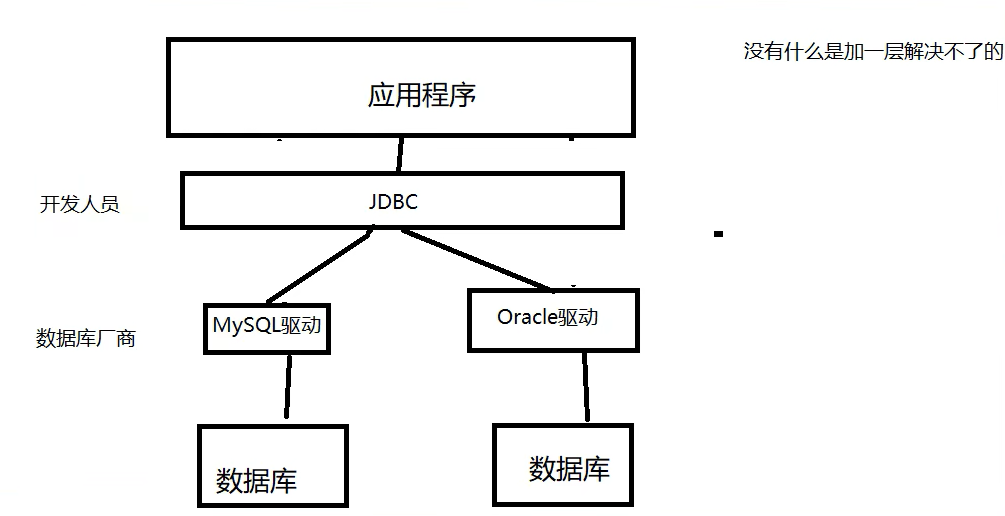 没有什么是加一层解决不了的
应用程序
开发人员
JDBC
数据库厂商
MySQL驱动
Oracle驱动
数据库
数据库